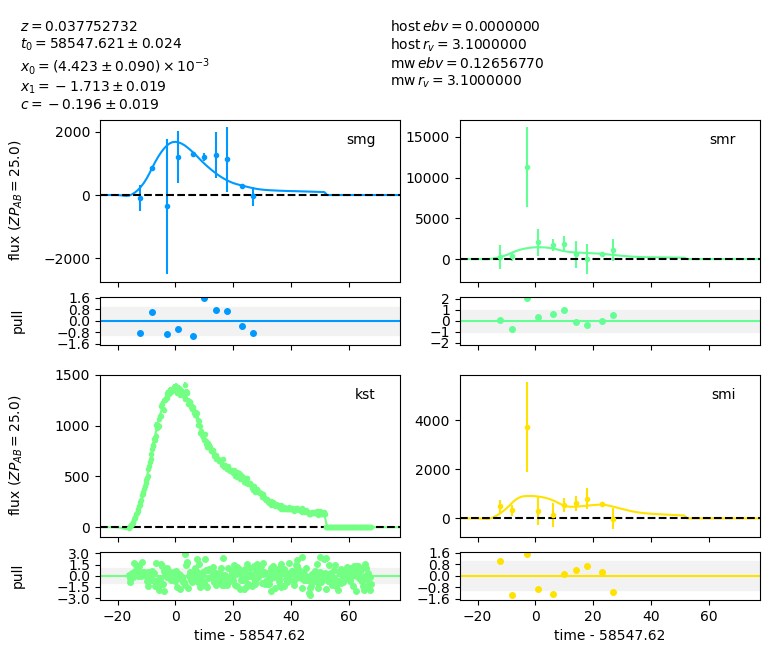 z = 0.037752732
t₀ = 58547.621 ± 0.024
x₀ = (4.423 ± 0.090) × 10⁻³
x₁ = −1.713 ± 0.019
c = −0.196 ± 0.019
host ebv = 0.0000000
host r_v = 3.1000000
mw ebv = 0.12656770
mw r_v = 3.1000000
flux (ZP_AB = 25.0)
2000
0
−2000
smg
15000
10000
5000
0
smr
pull
1.6
0.8
0.0
−0.8
−1.6
2
1
0
−1
−2
flux (ZP_AB = 25.0)
1500
1000
500
0
kst
4000
2000
0
smi
pull
3.0
1.5
0.0
−1.5
−3.0
−20 0 20 40 60
time - 58547.62
1.6
0.8
0.0
−0.8
−1.6
−20 0 20 40 60
time - 58547.62